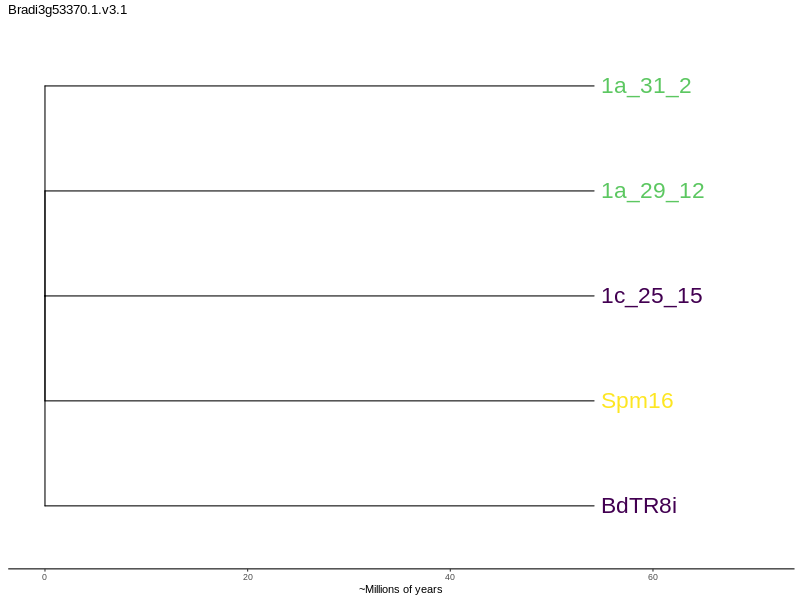 Bradi3g53370.1.v3.1
1a_31_2
1a_29_12
1c_25_15
Spm16
BdTR8i
0 20 40 60
~Millions of years